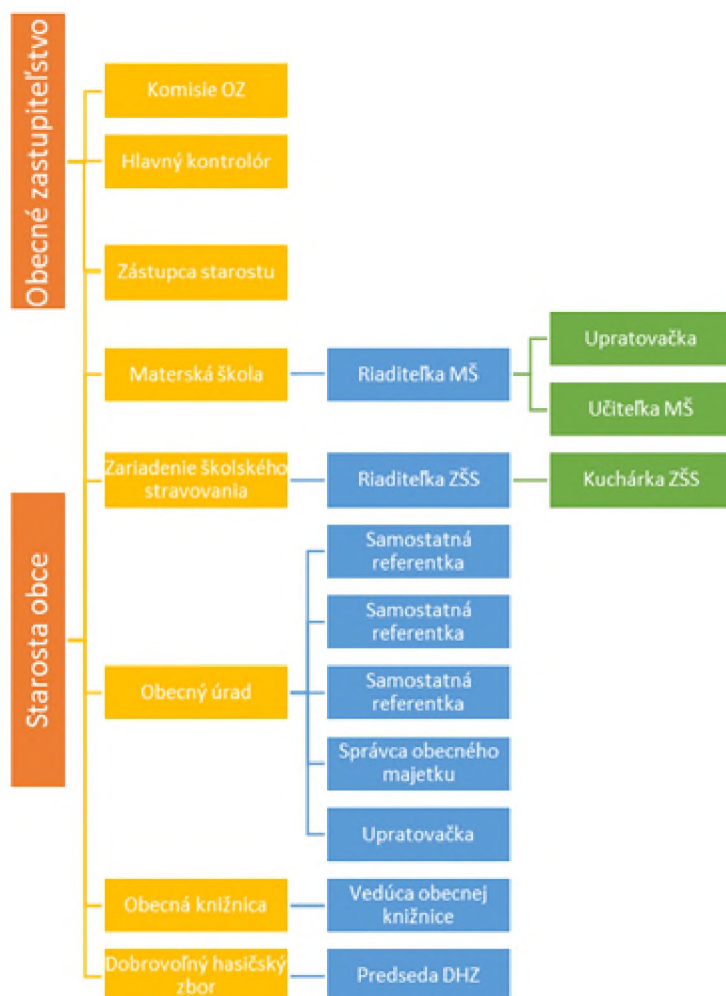 Obecné zastupiteľstvo
Komisie OZ
Hlavný kontrolór
Zástupca starostu
Starosta obce
Materská škola
Riaditeľka MŠ
Upratovačka
Učiteľka MŠ
Zariadenie školského
stravovania
Riaditeľka ZŠS
Kuchárka ZŠS
Obecný úrad
Samostatná
referentka
Samostatná
referentka
Samostatná
referentka
Správca obecného
majetku
Upratovačka
Obecná knižnica
Vedúca obecnej
knižnice
Dobrovoľný hasičský
zbor
Predseda DHZ